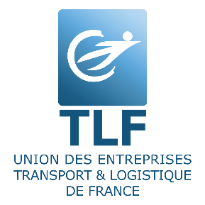 TLF
UNION DES ENTREPRISES
TRANSPORT & LOGISTIQUE
DE FRANCE